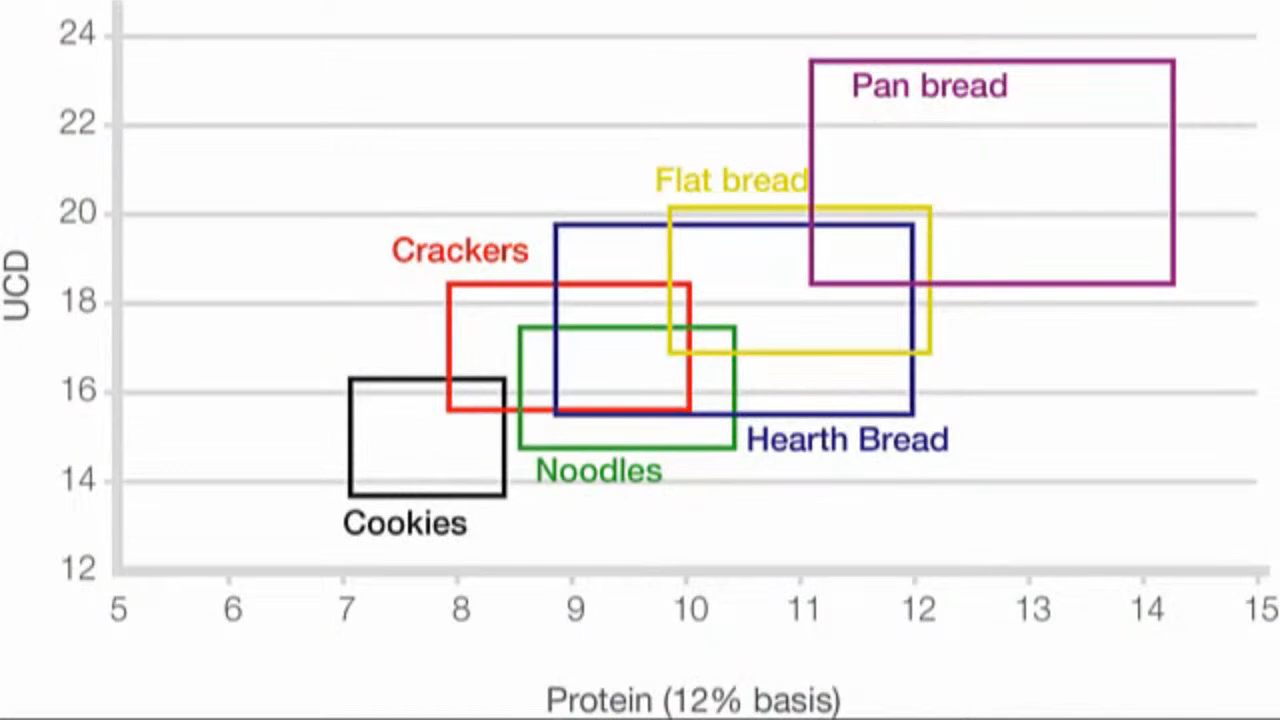 24
Pan bread
22
Flat bread
20
UCD
Crackers
18
16
Hearth Bread
Noodles
14
Cookies
12
5 6 7 8 9 10 11 12 13 14 15
Protein (12% basis)